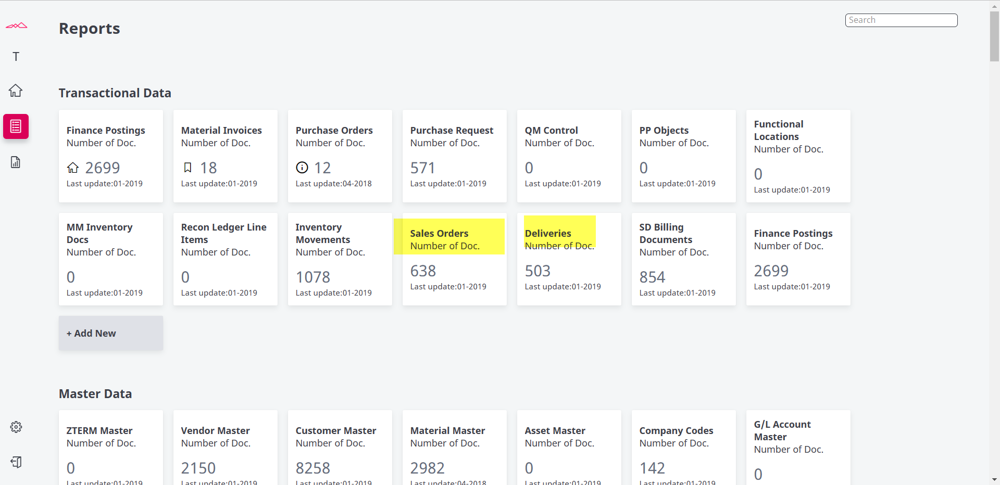 Reports
Search
T
Transactional Data
Finance Postings
Number of Doc.
2699
Last update:01-2019
Material Invoices
Number of Doc.
18
Last update:01-2019
Purchase Orders
Number of Doc.
12
Last update:04-2018
Purchase Request
Number of Doc.
571
Last update:01-2019
QM Control
Number of Doc.
0
Last update:01-2019
PP Objects
Number of Doc.
0
Last update:01-2019
Functional
Locations
Number of Doc.
0
Last update:01-2019
MM Inventory
Docs
Number of Doc.
0
Last update:01-2019
Recon Ledger Line
Items
Number of Doc.
0
Last update:01-2019
Inventory
Movements
Number of Doc.
1078
Last update:01-2019
Sales Orders
Number of Doc.
638
Last update:01-2019
Deliveries
Number of Doc.
503
Last update:01-2019
SD Billing
Documents
Number of Doc.
854
Last update:01-2019
Finance Postings
Number of Doc.
2699
Last update:01-2019
+ Add New
Master Data
ZTERM Master
Number of Doc.
0
Last update:01-2019
Vendor Master
Number of Doc.
2150
Last update:01-2019
Customer Master
Number of Doc.
8258
Last update:01-2019
Material Master
Number of Doc.
2982
Last update:04-2018
Asset Master
Number of Doc.
0
Last update:01-2019
Company Codes
Number of Doc.
142
Last update:01-2019
G/L Account
Master
Number of Doc.
0